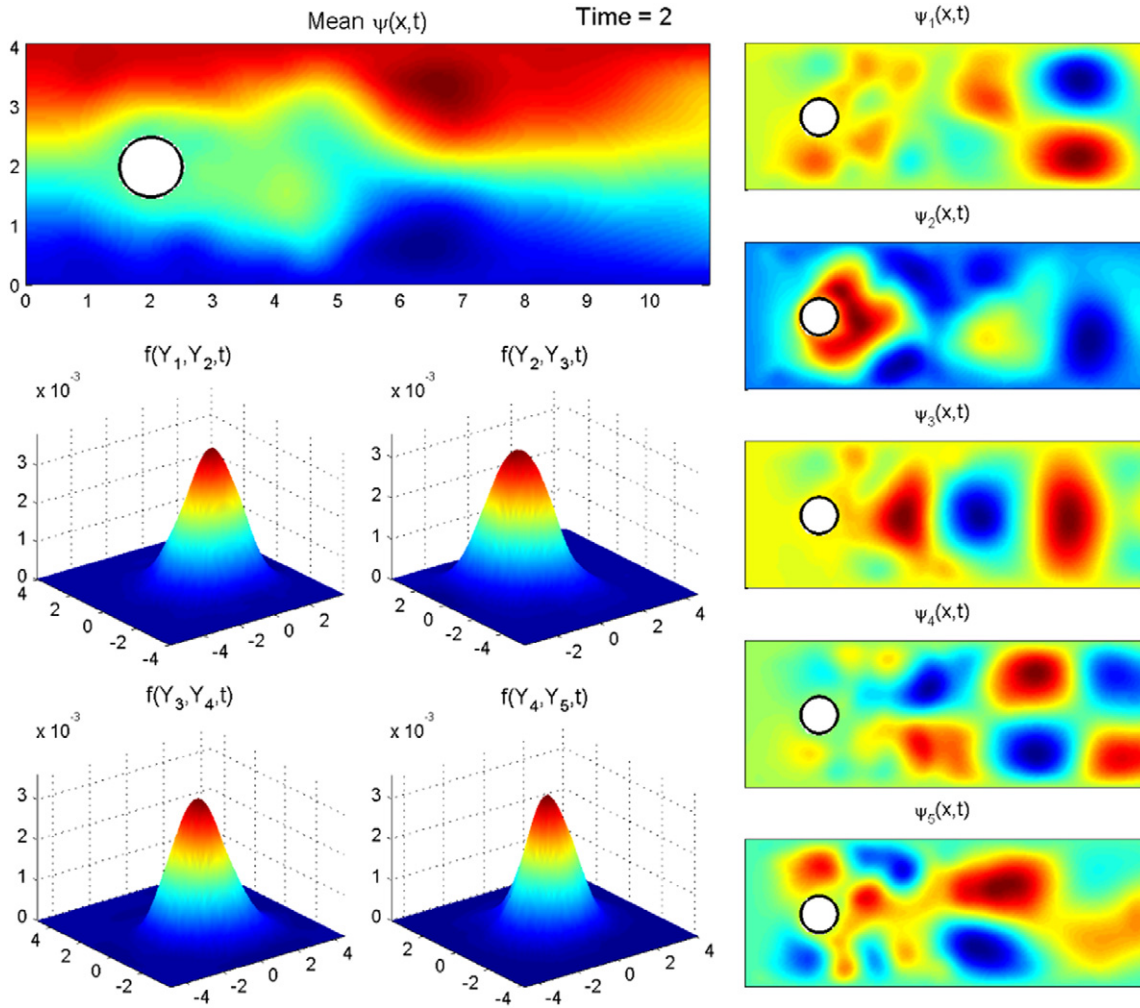 Mean ψ(x,t)
Time = 2
4
3
2
1
0
0 1 2 3 4 5 6 7 8 9 10
f(Y₁,Y₂,t)
x 10⁻³
3
2
1
0
4 2 0 -2 -4
-4 -2 0 2
f(Y₂,Y₃,t)
x 10⁻³
3
2
1
0
2 0 -2
-2 0 2 4
f(Y₃,Y₄,t)
x 10⁻³
3
2
1
0
4 2 0 -2
-4 -2 0 2 4
f(Y₄,Y₅,t)
x 10⁻³
3
2
1
0
4 2 0 -2 -4
-4 -2 0 2 4
ψ₁(x,t)
ψ₂(x,t)
ψ₃(x,t)
ψ₄(x,t)
ψ₅(x,t)